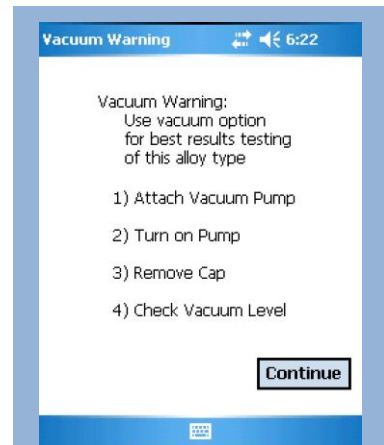 Vacuum Warning 6:22
Vacuum Warning:
Use vacuum option
for best results testing
of this alloy type
1) Attach Vacuum Pump
2) Turn on Pump
3) Remove Cap
4) Check Vacuum Level
Continue